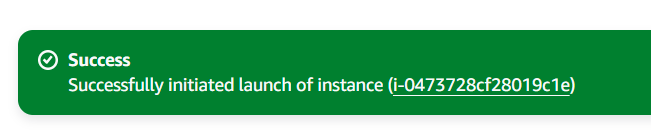 Success
Successfully initiated launch of instance (i-0473728cf28019c1e)